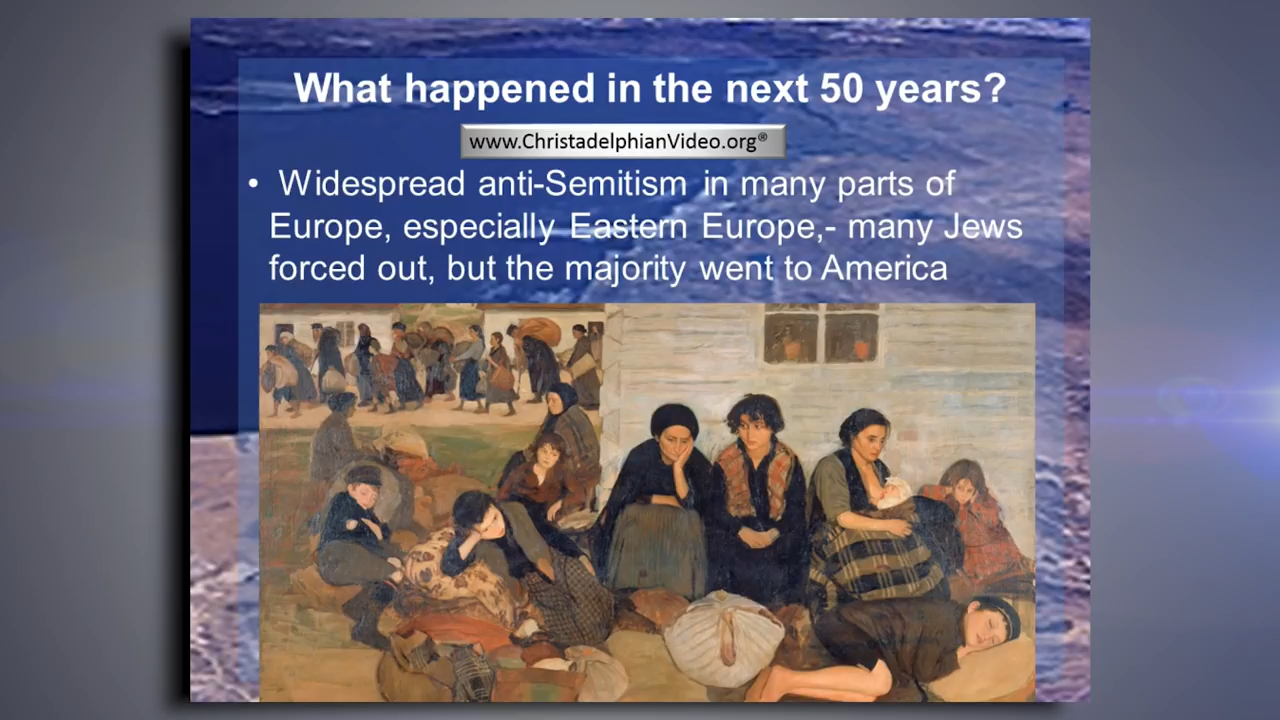 What happened in the next 50 years?
www.ChristadelphianVideo.org®
• Widespread anti-Semitism in many parts of
Europe, especially Eastern Europe,- many Jews
forced out, but the majority went to America